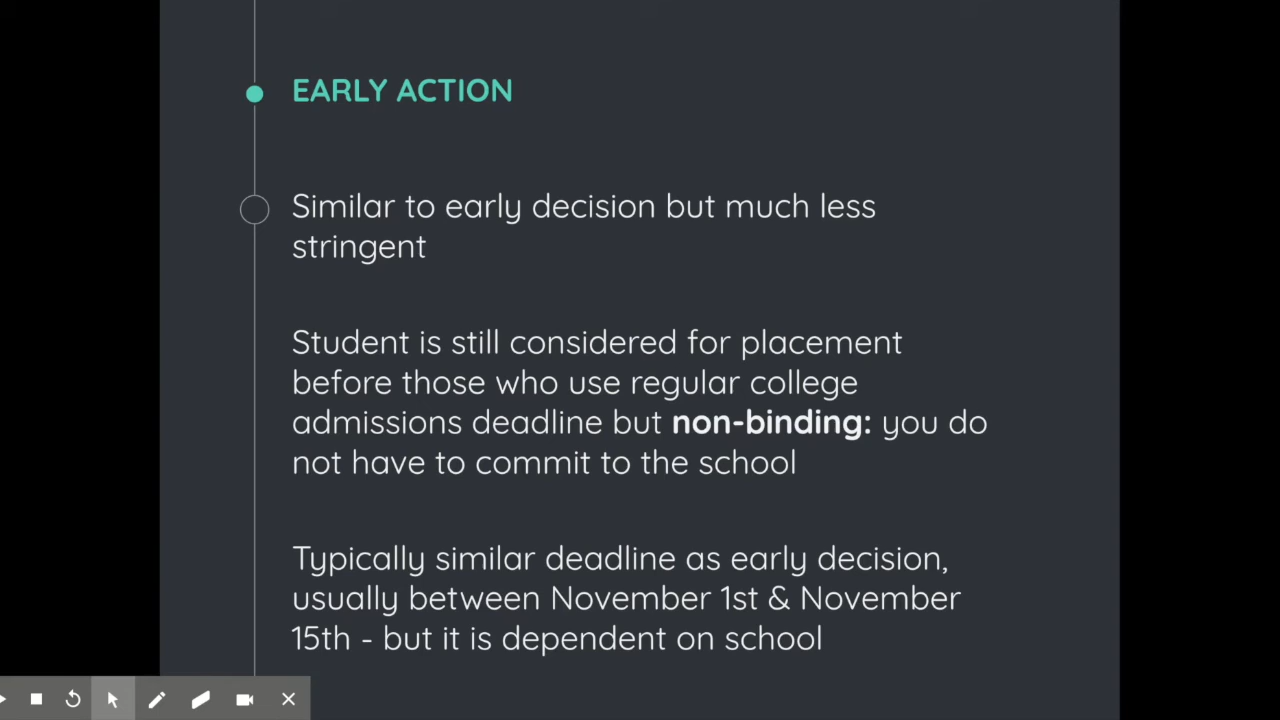 EARLY ACTION
Similar to early decision but much less
stringent
Student is still considered for placement
before those who use regular college
admissions deadline but non-binding: you do
not have to commit to the school
Typically similar deadline as early decision,
usually between November 1st & November
15th - but it is dependent on school